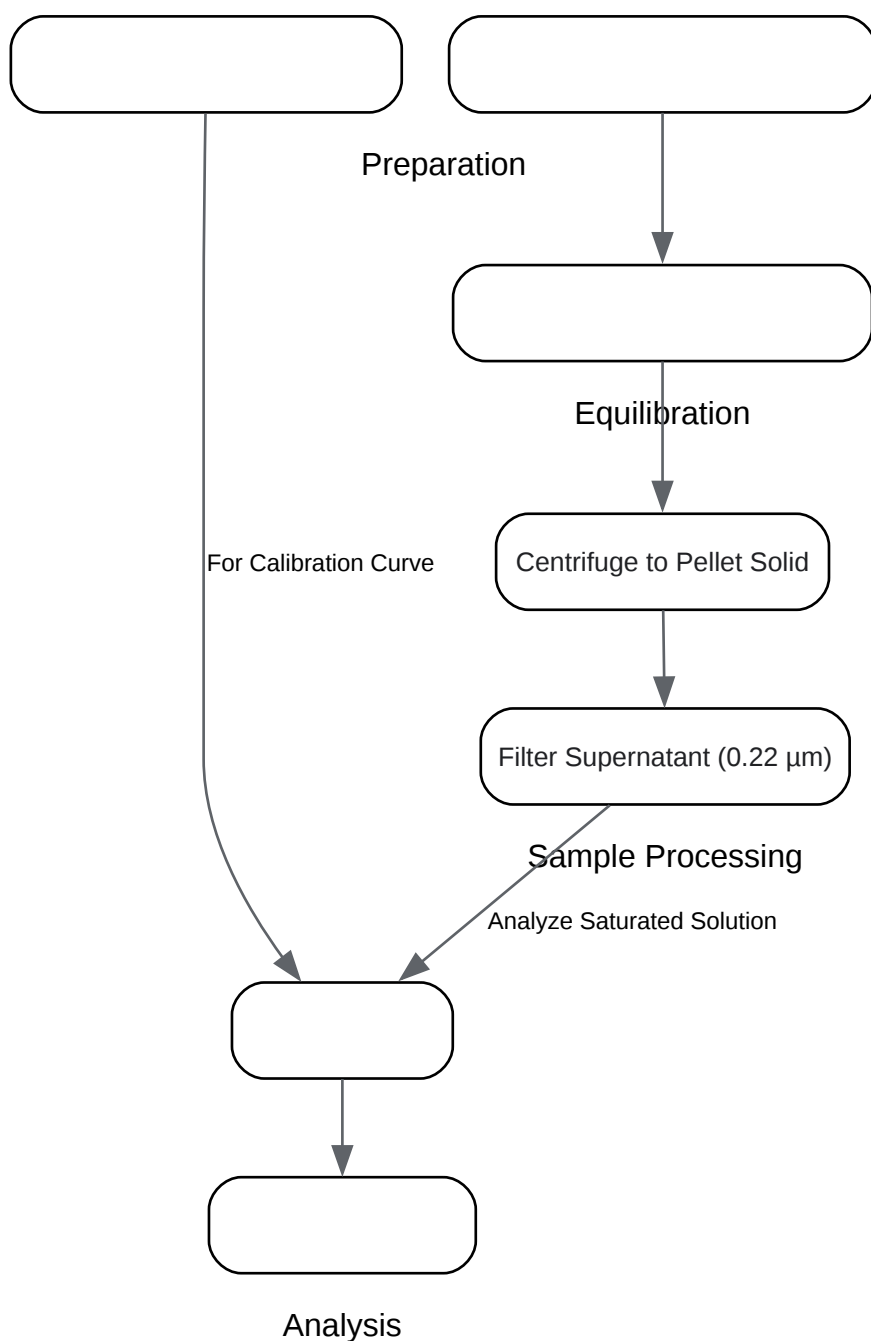 Preparation
Equilibration
For Calibration Curve
Centrifuge to Pellet Solid
Filter Supernatant (0.22 µm)
Sample Processing
Analyze Saturated Solution
Analysis